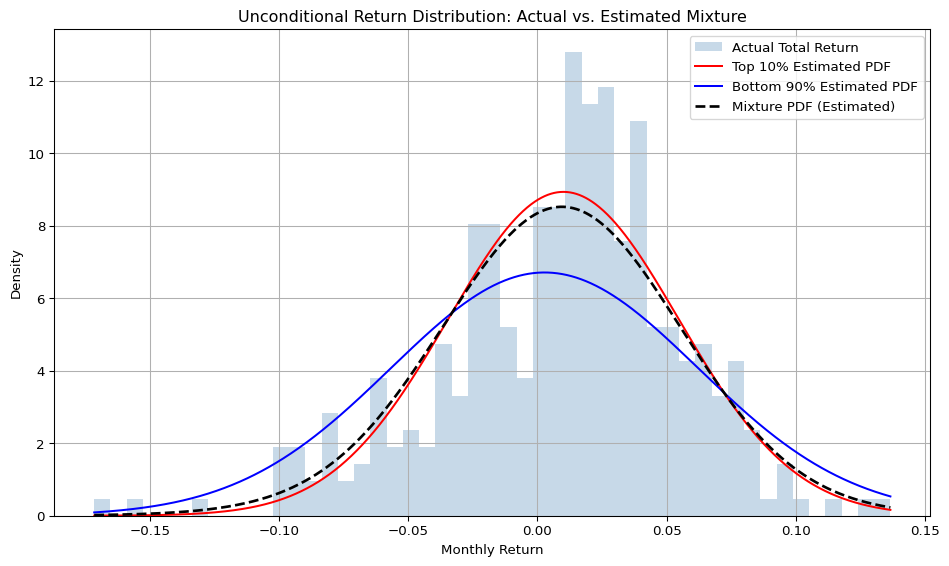 Unconditional Return Distribution: Actual vs. Estimated Mixture
Actual Total Return
Top 10% Estimated PDF
Bottom 90% Estimated PDF
Mixture PDF (Estimated)
Density
12
10
8
6
4
2
0
−0.15 −0.10 −0.05 0.00 0.05 0.10 0.15
Monthly Return